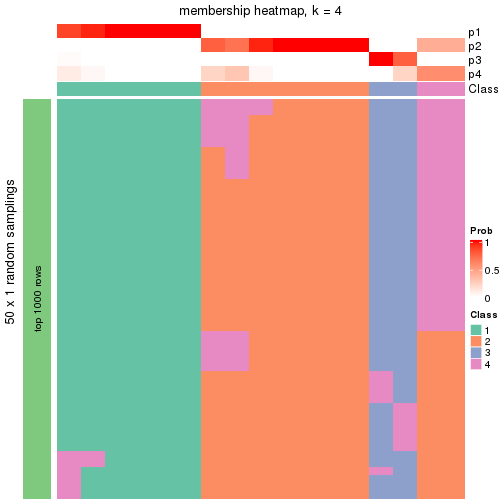 membership heatmap, k = 4
p1
p2
p3
p4
Class
50 x 1 random samplings
top 1000 rows
Prob
1
0.5
0
Class
1
2
3
4